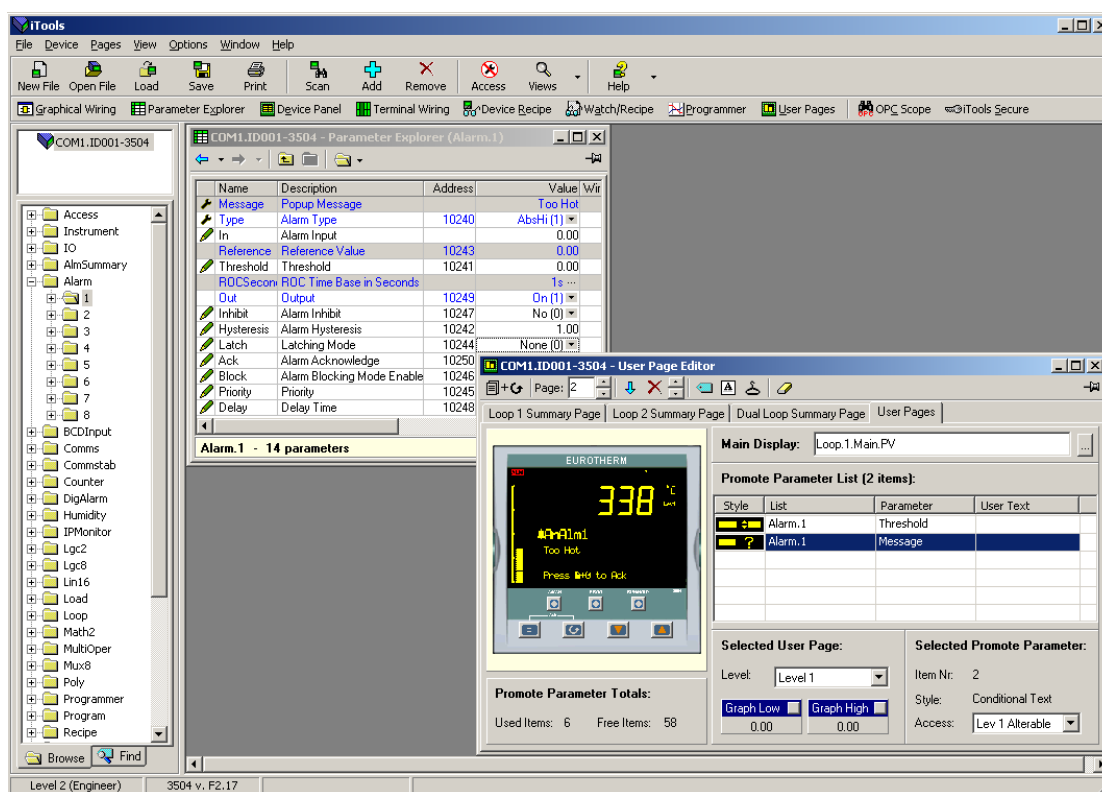 iTools
File Device Pages View Options Window Help
New File Open File Load Save Print Scan Add Remove Access Views Help
Graphical Wiring Parameter Explorer Device Panel Terminal Wiring Device Recipe Watch/Recipe Programmer User Pages OPC Scope iTools Secure
COM1.ID001-3504
Access
Instrument
IO
AlmSummary
Alarm
1
2
3
4
5
6
7
8
BCDInput
Comms
Commstab
Counter
DigAlarm
Humidity
IPMonitor
Lgc2
Lgc8
Lin16
Load
Loop
Math2
MultiOper
Mux8
Poly
Programmer
Program
Recipe
Browse Find
COM1.ID001-3504 - Parameter Explorer (Alarm.1)
Name Description Address Value Wir
Message Popup Message Too Hot
Type Alarm Type 10240 AbsHi (1)
In Alarm Input 0.00
Reference Reference Value 10243 0.00
Threshold Threshold 10241 0.00
ROCSecon ROC Time Base in Seconds 1s ...
Out Output 10249 On (1)
Inhibit Alarm Inhibit 10247 No (0)
Hysteresis Alarm Hysteresis 10242 1.00
Latch Latching Mode 10244 None (0)
Ack Alarm Acknowledge 10250
Block Alarm Blocking Mode Enable 10246
Priority Priority 10245
Delay Delay Time 10248
Alarm.1 - 14 parameters
COM1.ID001-3504 - User Page Editor
Page: 2
A
Loop 1 Summary Page Loop 2 Summary Page Dual Loop Summary Page User Pages
EUROTHERM
338 °C
AnAlm1
Too Hot
Press to Ack
Promote Parameter Totals:
Used Items: 6 Free Items: 58
Main Display: Loop.1.Main.PV ...
Promote Parameter List (2 items):
Style List Parameter User Text
Alarm.1 Threshold
? Alarm.1 Message
Selected User Page:
Level: Level 1
Graph Low Graph High
0.00 0.00
Selected Promote Parameter:
Item Nr: 2
Style: Conditional Text
Access: Lev 1 Alterable
Level 2 (Engineer) 3504 v. F2.17